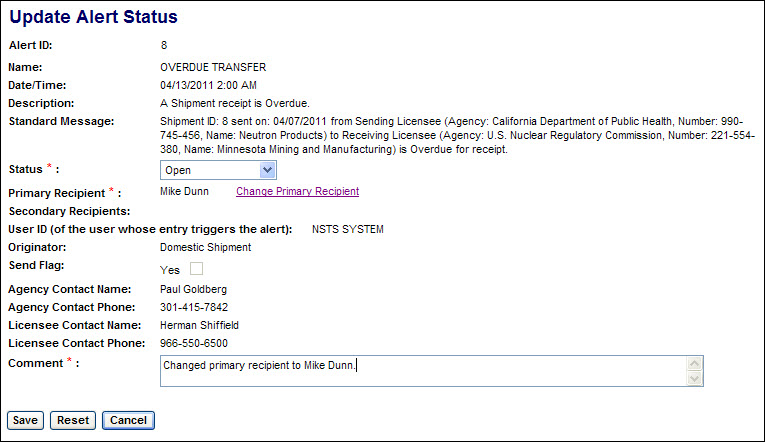 Update Alert Status
Alert ID: 8
Name: OVERDUE TRANSFER
Date/Time: 04/13/2011 2:00 AM
Description: A Shipment receipt is Overdue.
Standard Message: Shipment ID: 8 sent on: 04/07/2011 from Sending Licensee (Agency: California Department of Public Health, Number: 990-
745-456, Name: Neutron Products) to Receiving Licensee (Agency: U.S. Nuclear Regulatory Commission, Number: 221-554-
380, Name: Minnesota Mining and Manufacturing) is Overdue for receipt.
Status * : Open
Primary Recipient * : Mike Dunn Change Primary Recipient
Secondary Recipients:
User ID (of the user whose entry triggers the alert): NSTS SYSTEM
Originator: Domestic Shipment
Send Flag: Yes
Agency Contact Name: Paul Goldberg
Agency Contact Phone: 301-415-7842
Licensee Contact Name: Herman Shiffield
Licensee Contact Phone: 966-550-6500
Comment * : Changed primary recipient to Mike Dunn.
Save Reset Cancel